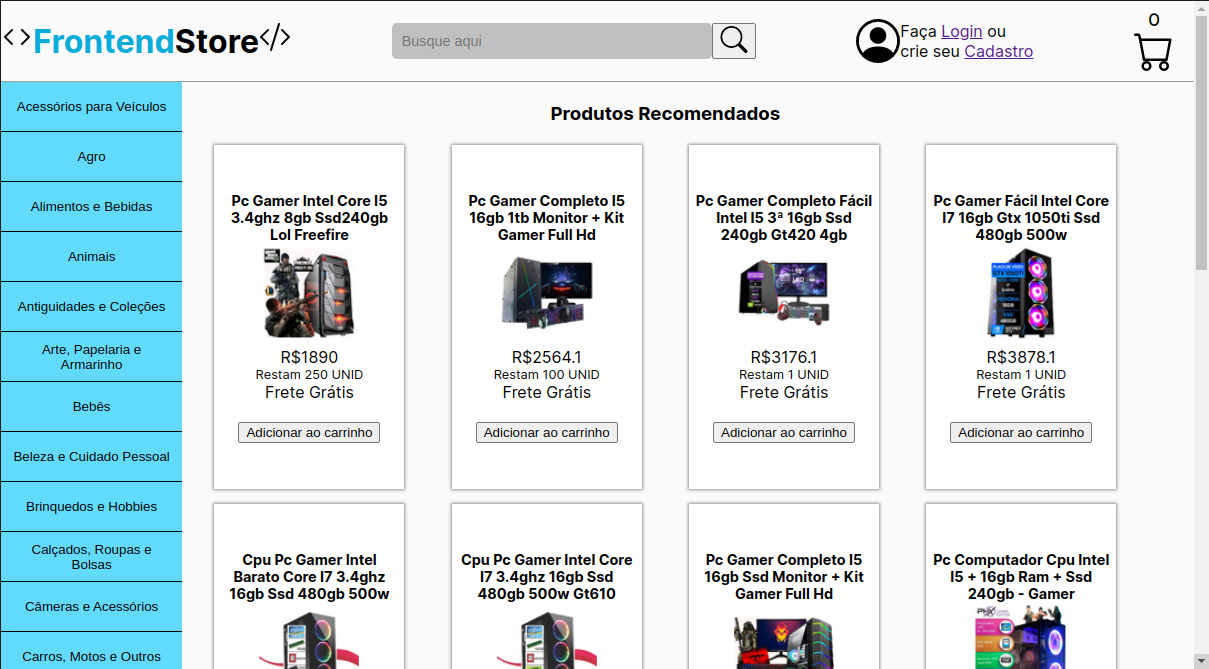 <> FrontendStore </>
Busque aqui
Faça Login ou
crie seu Cadastro
0
Acessórios para Veículos
Agro
Alimentos e Bebidas
Animais
Antiguidades e Coleções
Arte, Papelaria e
Armarinho
Bebês
Beleza e Cuidado Pessoal
Brinquedos e Hobbies
Calçados, Roupas e
Bolsas
Câmeras e Acessórios
Carros, Motos e Outros
Produtos Recomendados
Pc Gamer Intel Core I5
3.4ghz 8gb Ssd240gb
Lol Freefire
R$1890
Restam 250 UNID
Frete Grátis
Adicionar ao carrinho
Pc Gamer Completo I5
16gb 1tb Monitor + Kit
Gamer Full Hd
R$2564.1
Restam 100 UNID
Frete Grátis
Adicionar ao carrinho
Pc Gamer Completo Fácil
Intel I5 3ª 16gb Ssd
240gb Gt420 4gb
R$3176.1
Restam 1 UNID
Frete Grátis
Adicionar ao carrinho
Pc Gamer Fácil Intel Core
I7 16gb Gtx 1050ti Ssd
480gb 500w
R$3878.1
Restam 1 UNID
Frete Grátis
Adicionar ao carrinho
Cpu Pc Gamer Intel
Barato Core I7 3.4ghz
16gb Ssd 480gb 500w
Cpu Pc Gamer Intel Core
I7 3.4ghz 16gb Ssd
480gb 500w Gt610
Pc Gamer Completo I5
16gb Ssd Monitor + Kit
Gamer Full Hd
Pc Computador Cpu Intel
I5 + 16gb Ram + Ssd
240gb - Gamer